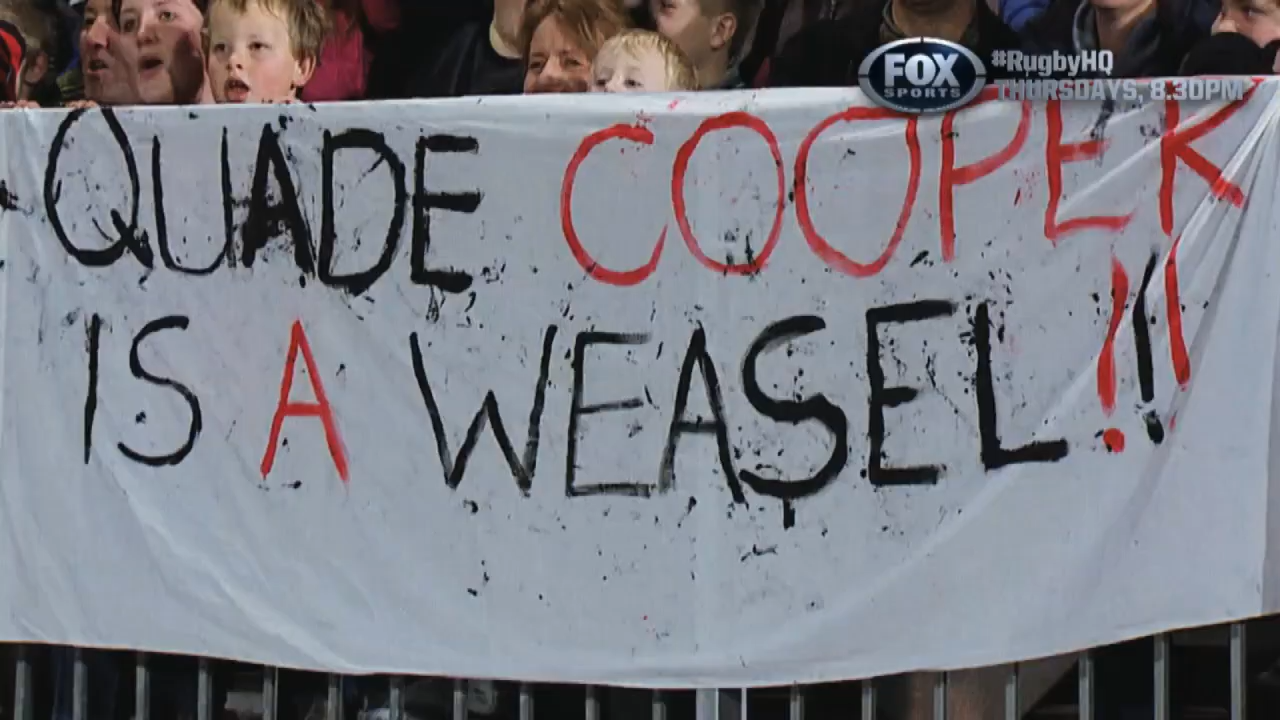 FOX
SPORTS
#RugbyHQ
THURSDAYS, 8.30PM
QUADE COOPER
IS A WEASEL!!!